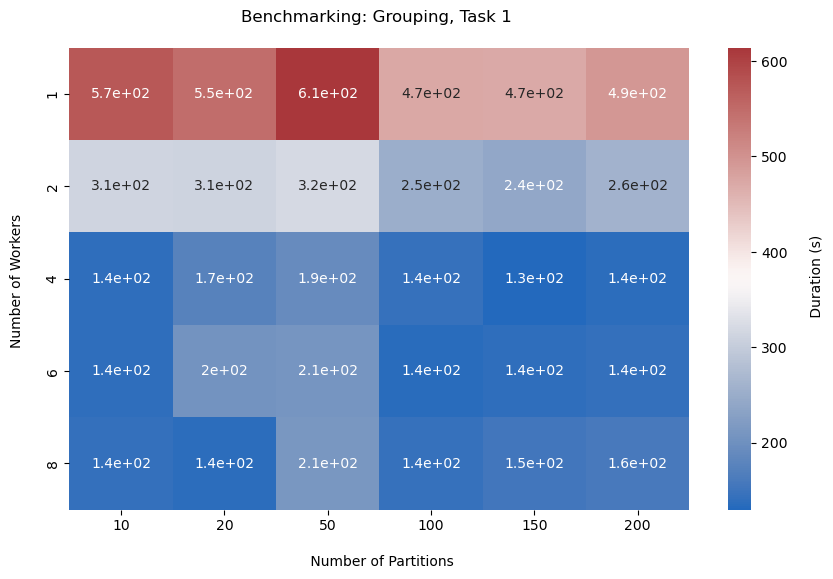 Benchmarking: Grouping, Task 1
1 5.7e+02 5.5e+02 6.1e+02 4.7e+02 4.7e+02 4.9e+02
2 3.1e+02 3.1e+02 3.2e+02 2.5e+02 2.4e+02 2.6e+02
4 1.4e+02 1.7e+02 1.9e+02 1.4e+02 1.3e+02 1.4e+02
6 1.4e+02 2e+02 2.1e+02 1.4e+02 1.4e+02 1.4e+02
8 1.4e+02 1.4e+02 2.1e+02 1.4e+02 1.5e+02 1.6e+02
10 20 50 100 150 200
Number of Partitions
Number of Workers
600
500
400
300
200
Duration (s)